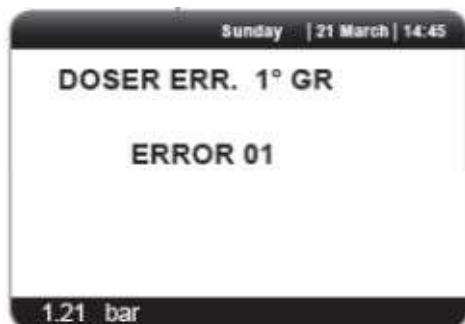 Sunday | 21 March | 14:45
DOSER ERR. 1° GR
ERROR 01
1.21 bar